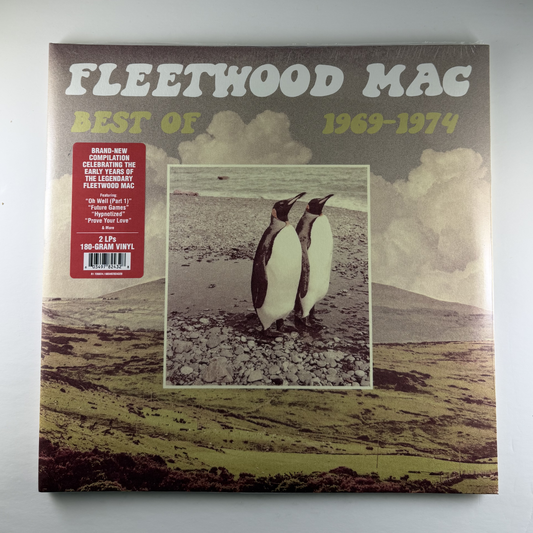 FLEETWOOD MAC
BEST OF 1969–1974
BRAND-NEW
COMPILATION
CELEBRATING THE
EARLY YEARS OF
THE LEGENDARY
FLEETWOOD MAC
Featuring:
"Oh Well (Part 1)"
"Future Games"
"Hypnotized"
"Prove Your Love"
& More
2 LPs
180-GRAM VINYL